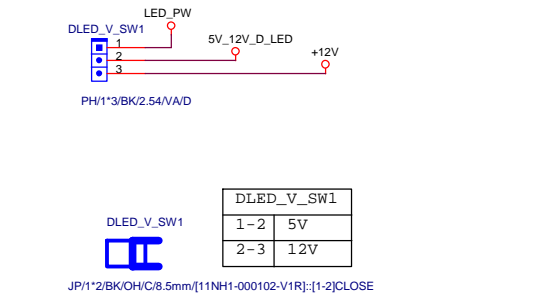 LED_PW
DLED_V_SW1
5V_12V_D_LED
+12V
1
2
3
PH/1*3/BK/2.54/VA/D
DLED_V_SW1
DLED_V_SW1
1-2 5V
2-3 12V
JP/1*2/BK/OH/C/8.5mm/[11NH1-000102-V1R]::[1-2]CLOSE